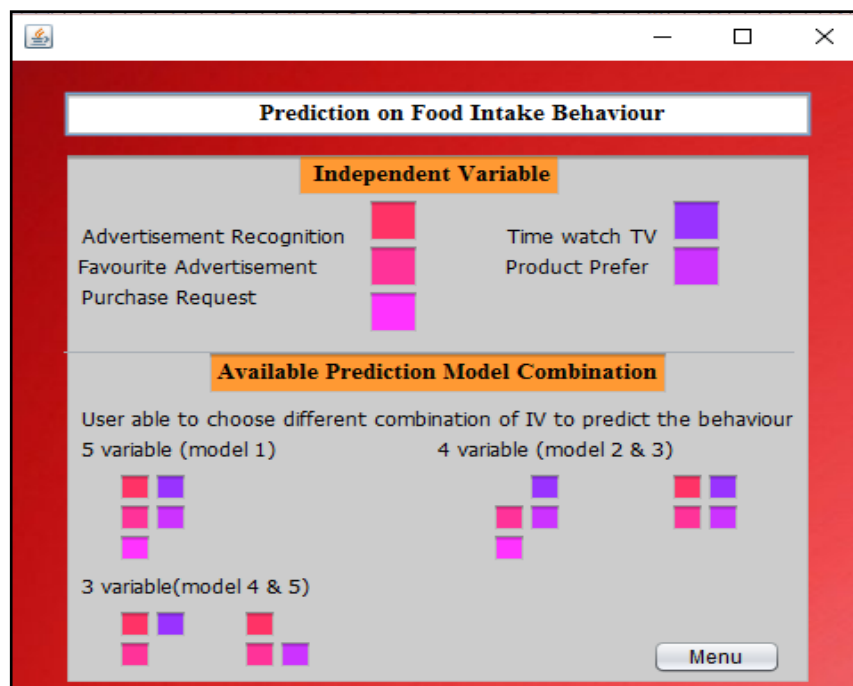 Prediction on Food Intake Behaviour
Independent Variable
Advertisement Recognition
Time watch TV
Favourite Advertisement
Product Prefer
Purchase Request
Available Prediction Model Combination
User able to choose different combination of IV to predict the behaviour
5 variable (model 1)
4 variable (model 2 & 3)
3 variable(model 4 & 5)
Menu